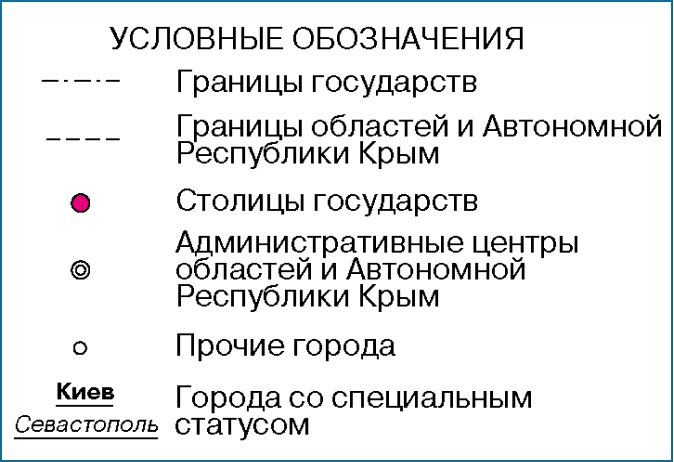 УСЛОВНЫЕ ОБОЗНАЧЕНИЯ
Границы государств
Границы областей и Автономной
Республики Крым
Столицы государств
Административные центры
областей и Автономной
Республики Крым
Прочие города
Киев
Севастополь
Города со специальным
статусом